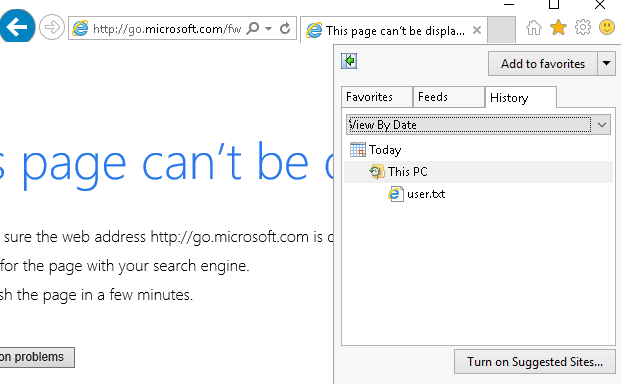 http://go.microsoft.com/fw
This page can't be displa...
Add to favorites
Favorites
Feeds
History
View By Date
Today
This PC
user.txt
s page can't be
sure the web address http://go.microsoft.com is
for the page with your search engine.
sh the page in a few minutes.
on problems
Turn on Suggested Sites...